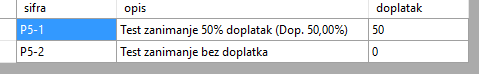 sifra opis doplatak
P5-1 Test zanimanje 50% doplatak (Dop. 50,00%) 50
P5-2 Test zanimanje bez doplatka 0